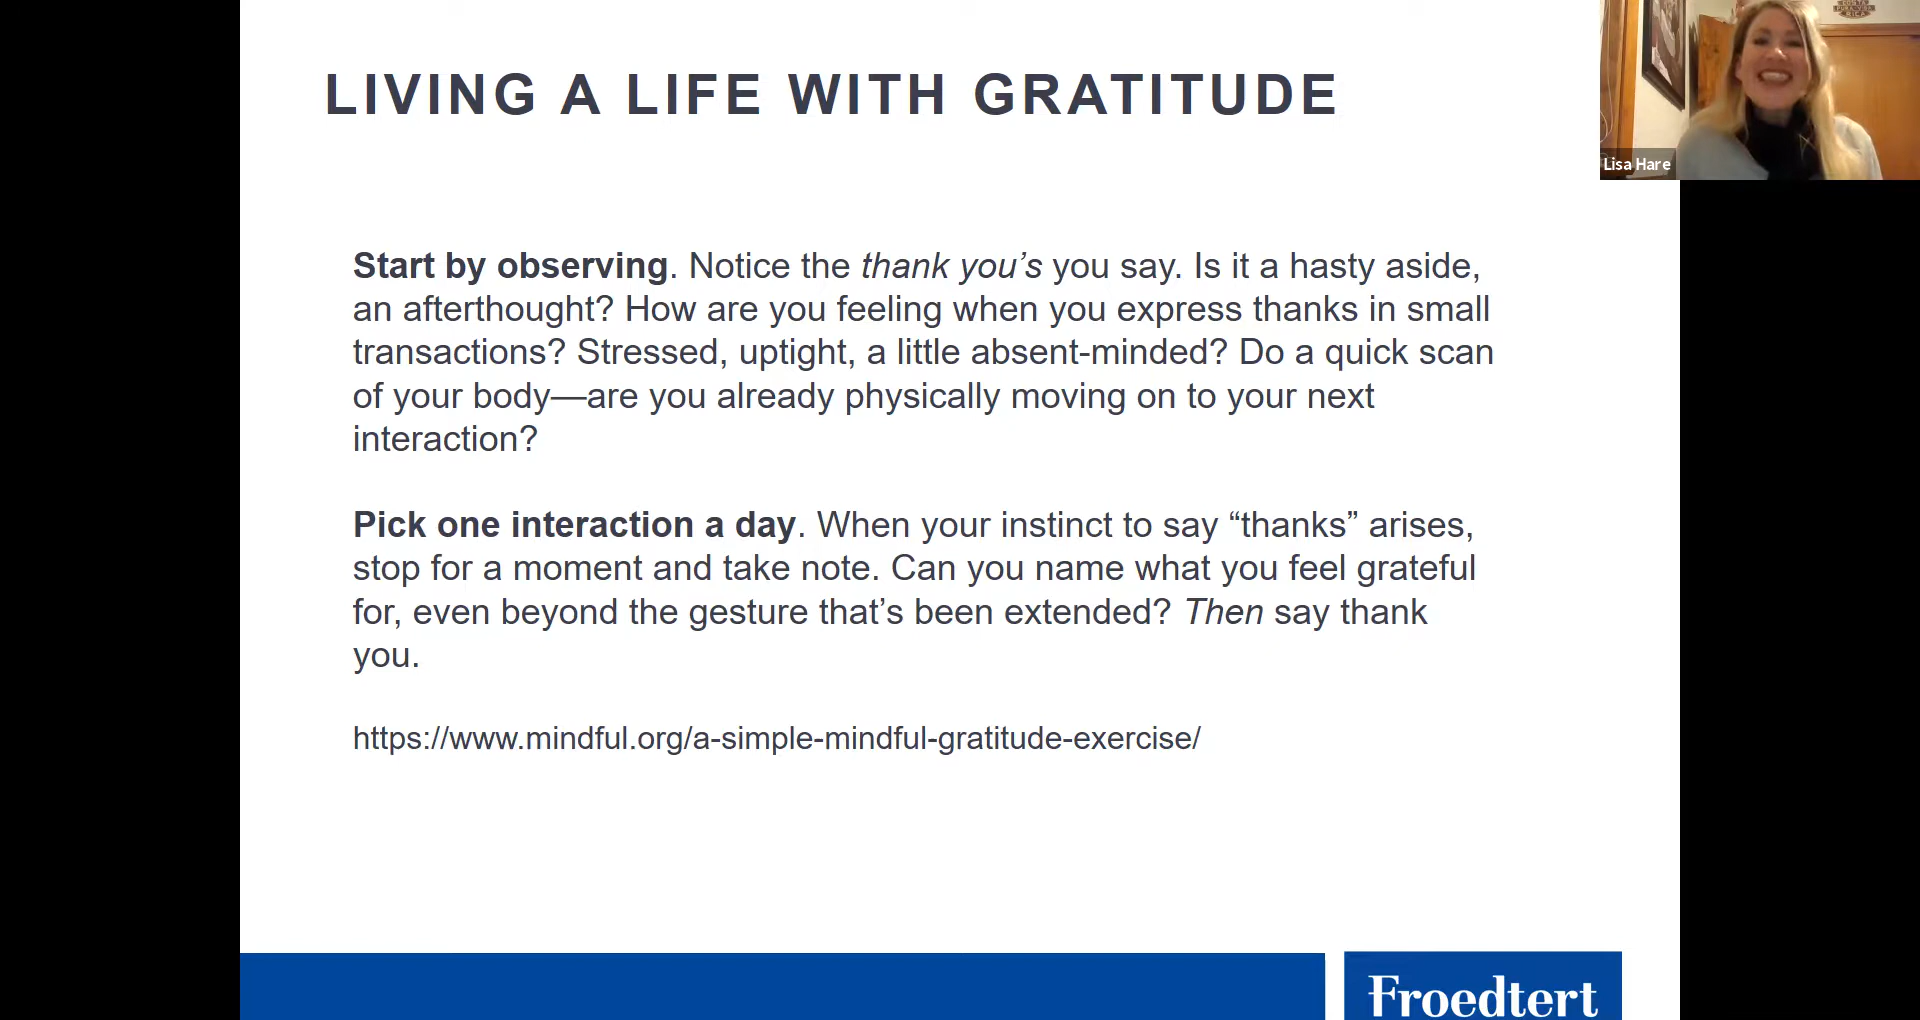 LIVING A LIFE WITH GRATITUDE
COSTA
PURA VIDA
RICA
Lisa Hare
Start by observing. Notice the thank you’s you say. Is it a hasty aside,
an afterthought? How are you feeling when you express thanks in small
transactions? Stressed, uptight, a little absent-minded? Do a quick scan
of your body—are you already physically moving on to your next
interaction?
Pick one interaction a day. When your instinct to say “thanks” arises,
stop for a moment and take note. Can you name what you feel grateful
for, even beyond the gesture that’s been extended? Then say thank
you.
https://www.mindful.org/a-simple-mindful-gratitude-exercise/
Froedtert